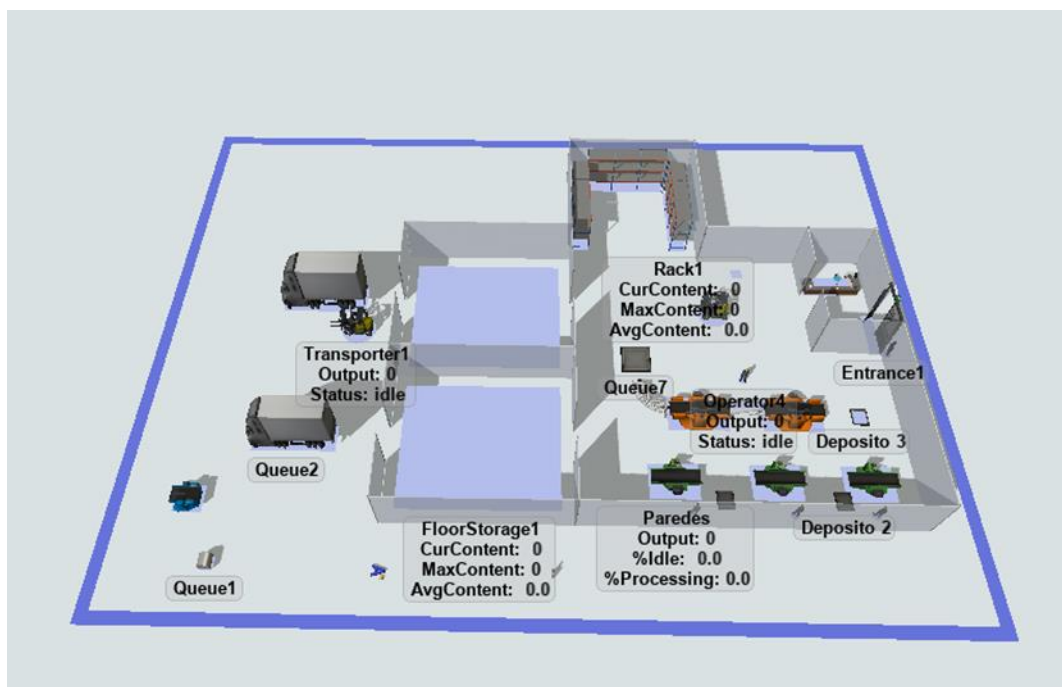 Rack1
CurContent: 0
MaxContent: 0
AvgContent: 0.0
Transporter1
Output: 0
Status: idle
Queue7
Entrance1
Operator4
Output: 0
Status: idle
Deposito 3
Queue2
FloorStorage1
CurContent: 0
MaxContent: 0
AvgContent: 0.0
Paredes
Output: 0
%Idle: 0.0
%Processing: 0.0
Deposito 2
Queue1